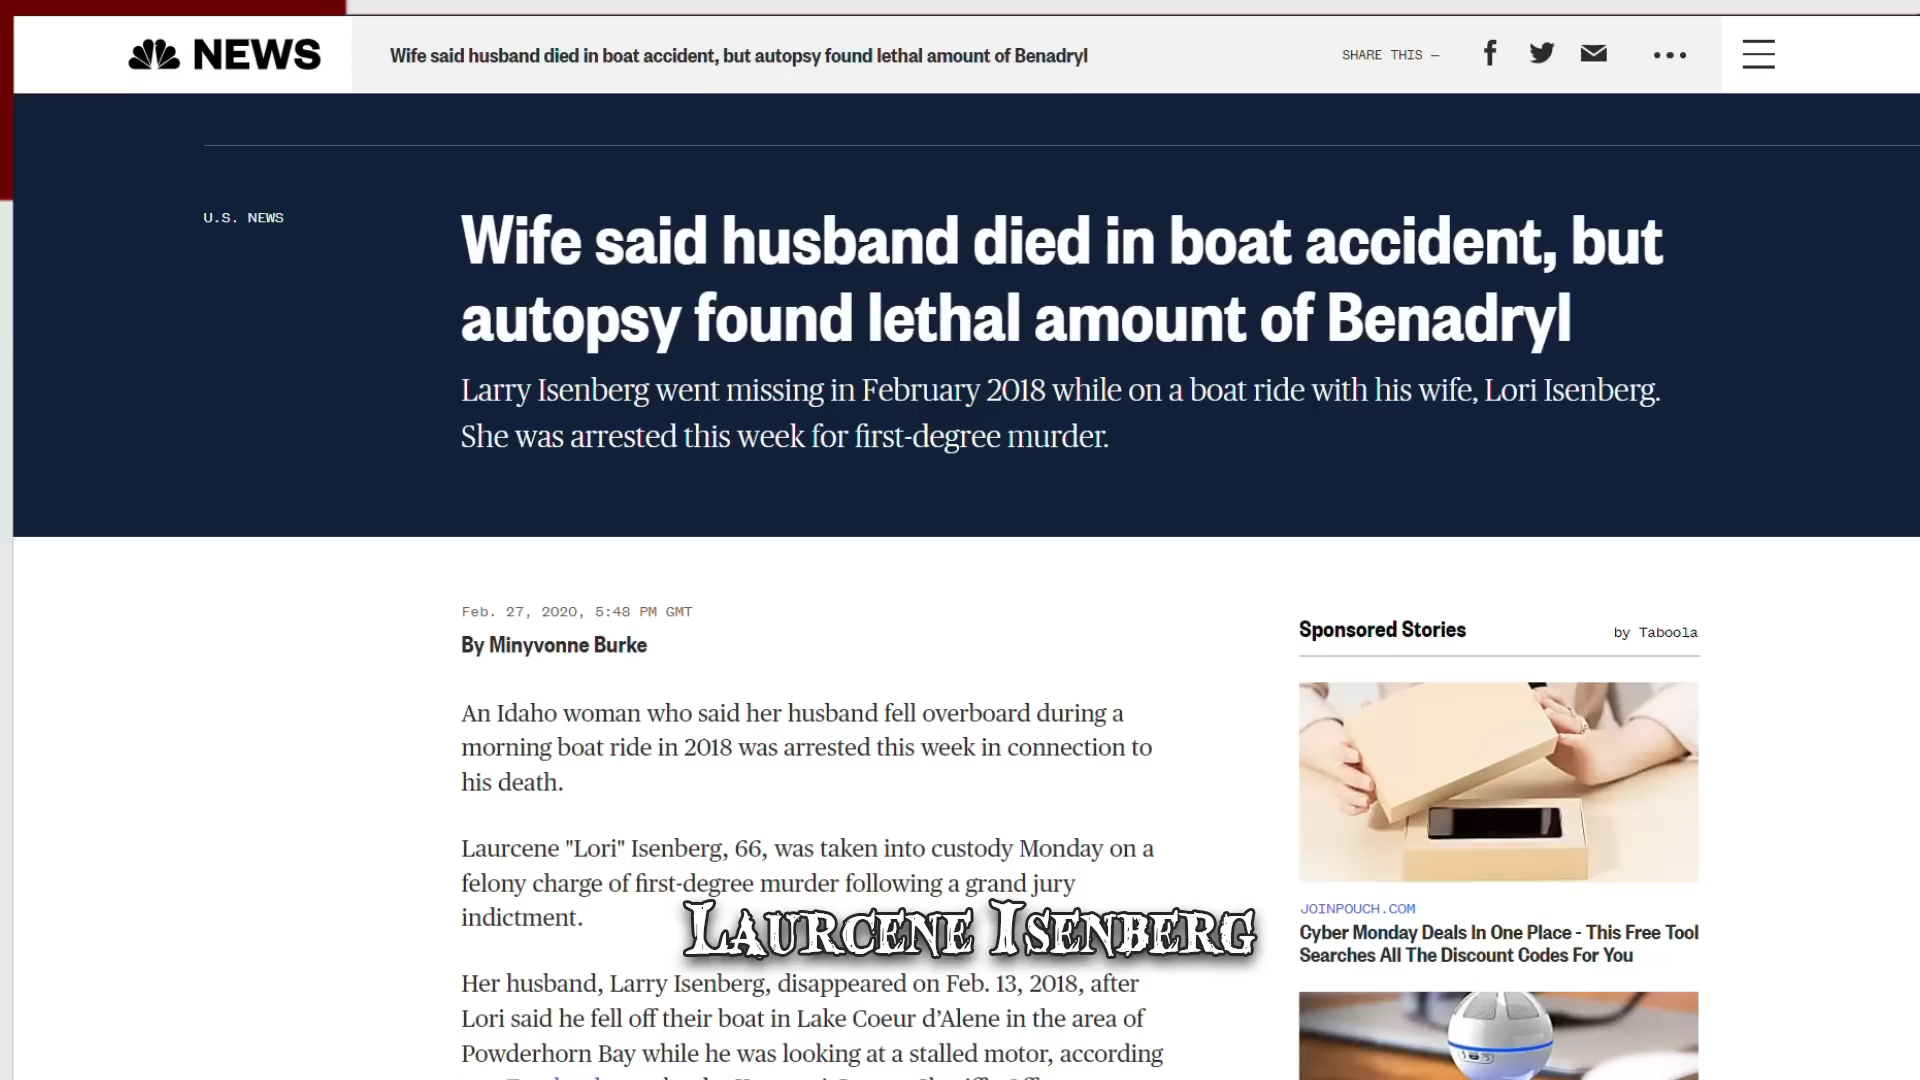 NEWS
Wife said husband died in boat accident, but autopsy found lethal amount of Benadryl
SHARE THIS —
U.S. NEWS
Wife said husband died in boat accident, but
autopsy found lethal amount of Benadryl
Larry Isenberg went missing in February 2018 while on a boat ride with his wife, Lori Isenberg.
She was arrested this week for first-degree murder.
Feb. 27, 2020, 5:48 PM GMT
By Minyvonne Burke
An Idaho woman who said her husband fell overboard during a
morning boat ride in 2018 was arrested this week in connection to
his death.
Laurcene "Lori" Isenberg, 66, was taken into custody Monday on a
felony charge of first-degree murder following a grand jury
indictment.
Laurcene Isenberg
Her husband, Larry Isenberg, disappeared on Feb. 13, 2018, after
Lori said he fell off their boat in Lake Coeur d’Alene in the area of
Powderhorn Bay while he was looking at a stalled motor, according
Sponsored Stories
by Taboola
JOINPOUCH.COM
Cyber Monday Deals In One Place - This Free Tool
Searches All The Discount Codes For You